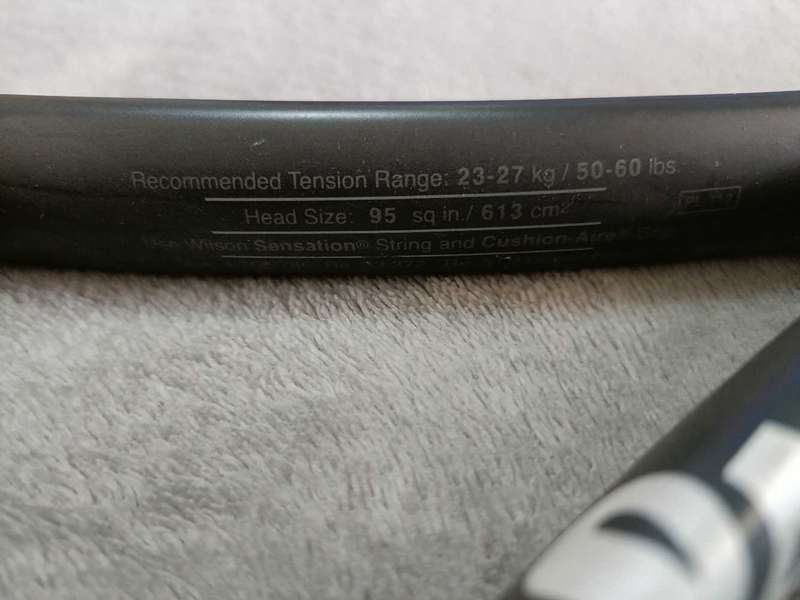 Recommended Tension Range: 23-27 kg / 50-60 lbs
Head Size: 95 sq in / 613 cm²
Use Wilson Sensation® String and Cushion-Aire®